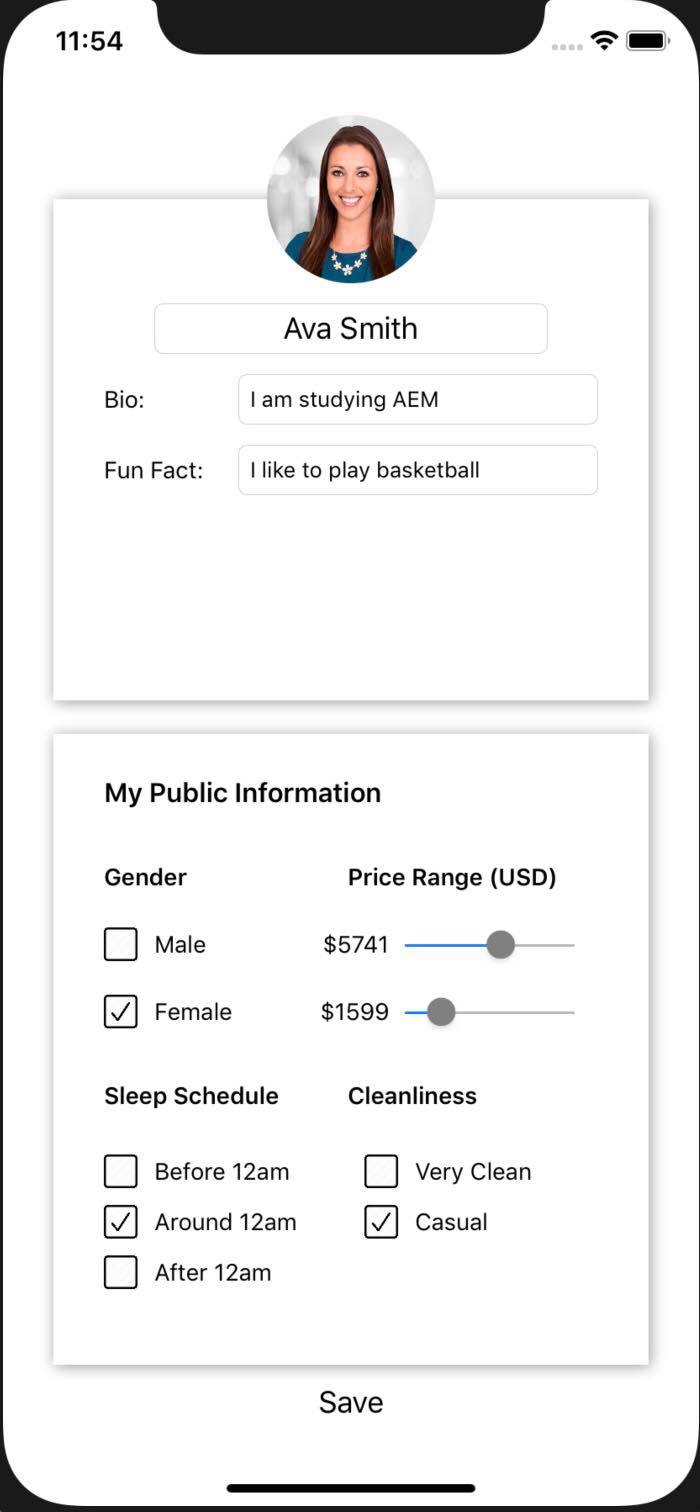 11:54
Ava Smith
Bio: I am studying AEM
Fun Fact: I like to play basketball
My Public Information
Gender Price Range (USD)
Male $5741
Female $1599
Sleep Schedule Cleanliness
Before 12am Very Clean
Around 12am Casual
After 12am
Save